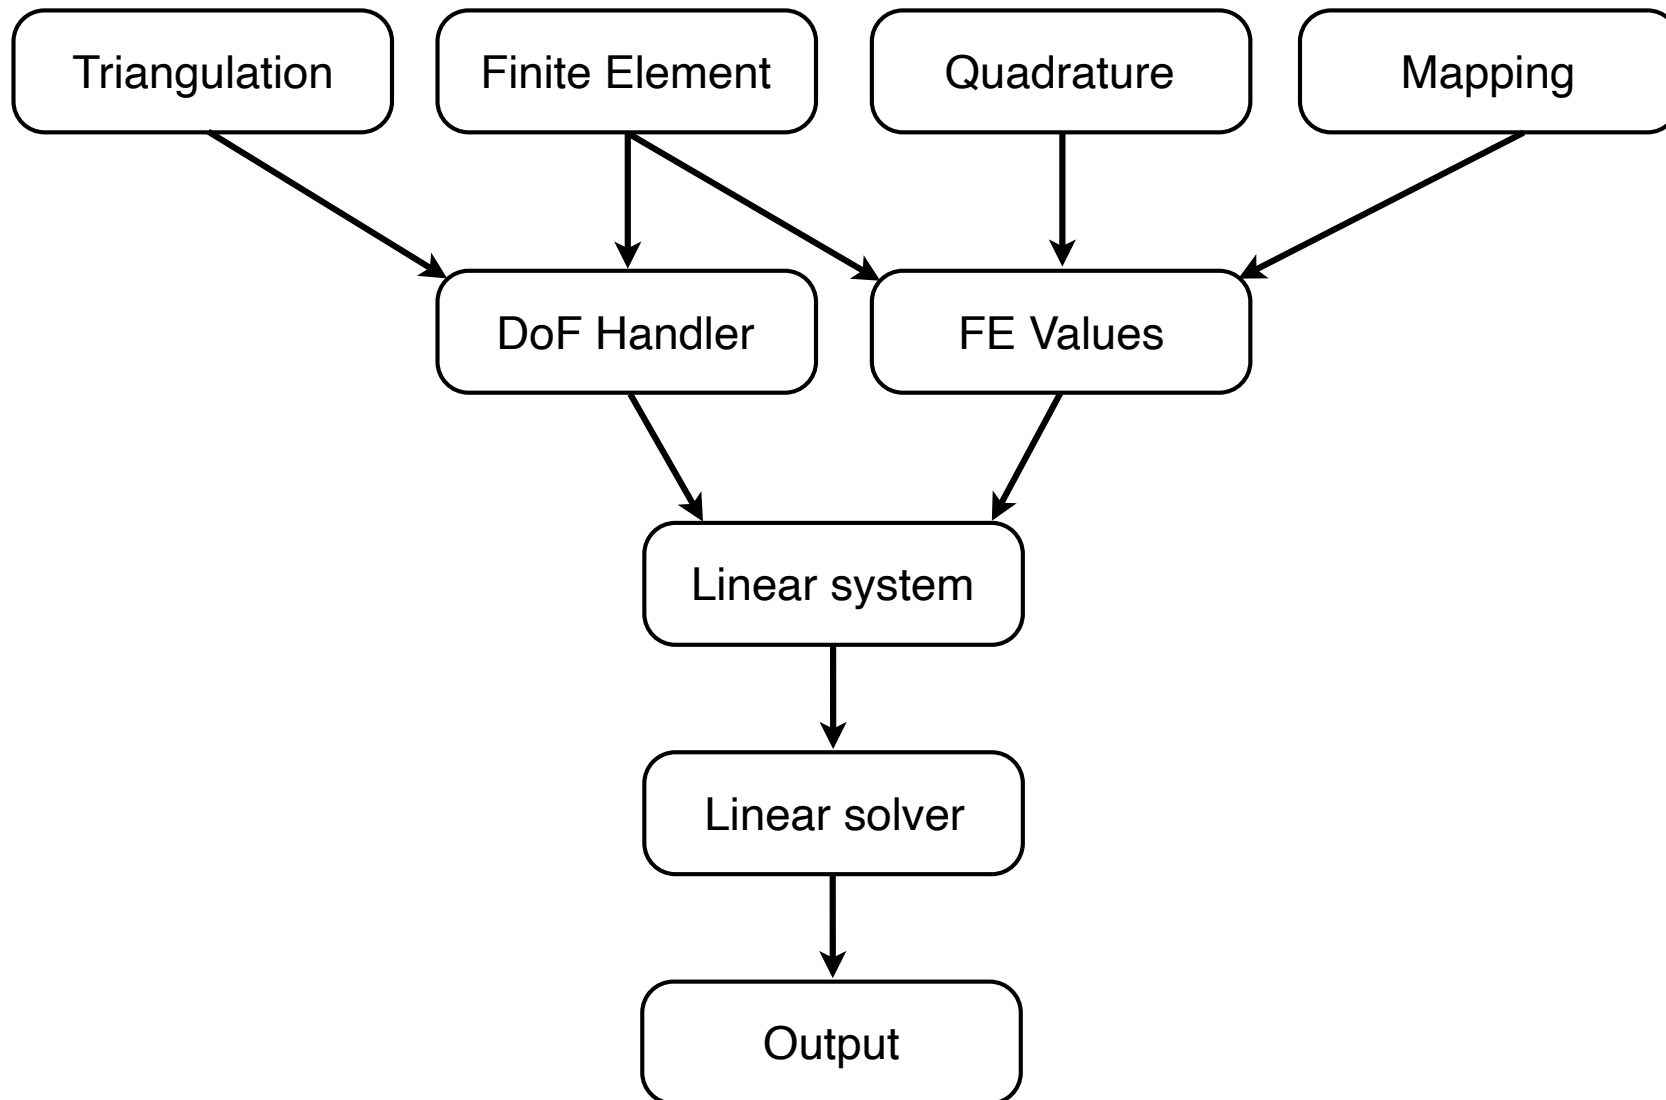 Triangulation
Finite Element
Quadrature
Mapping
DoF Handler
FE Values
Linear system
Linear solver
Output